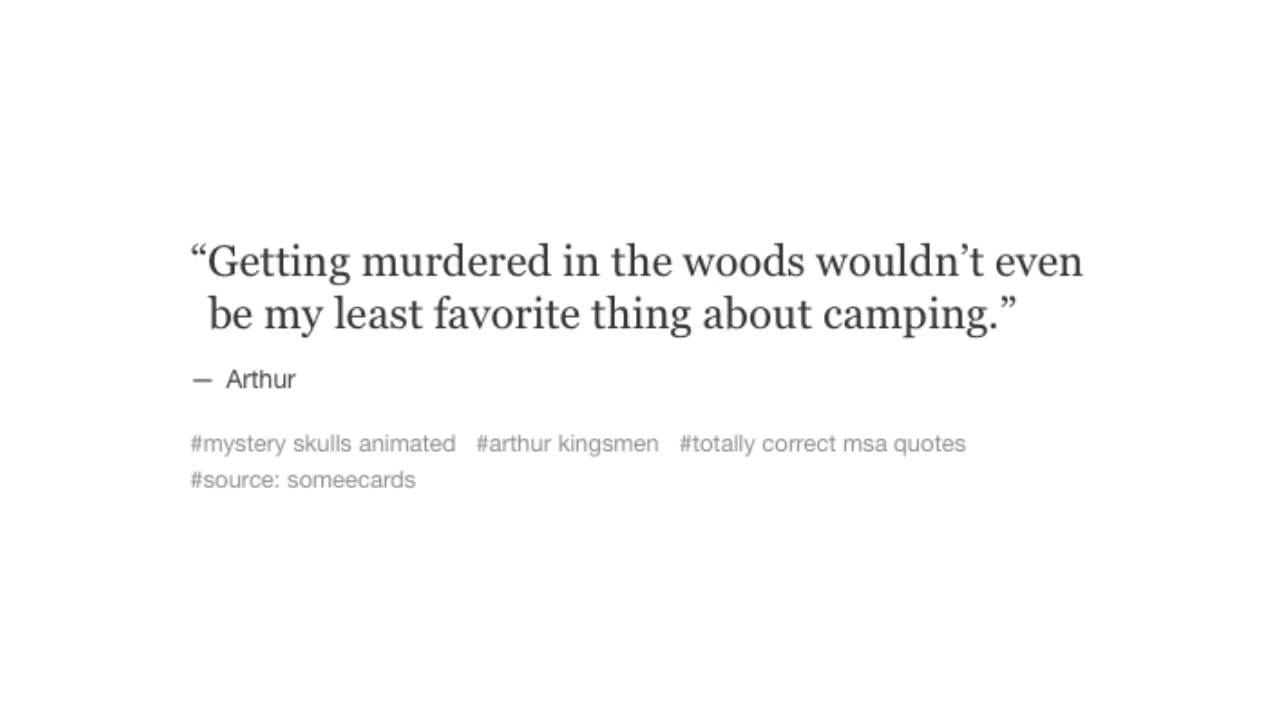 “Getting murdered in the woods wouldn’t even
be my least favorite thing about camping.”
— Arthur
#mystery skulls animated #arthur kingsmen #totally correct msa quotes
#source: someecards